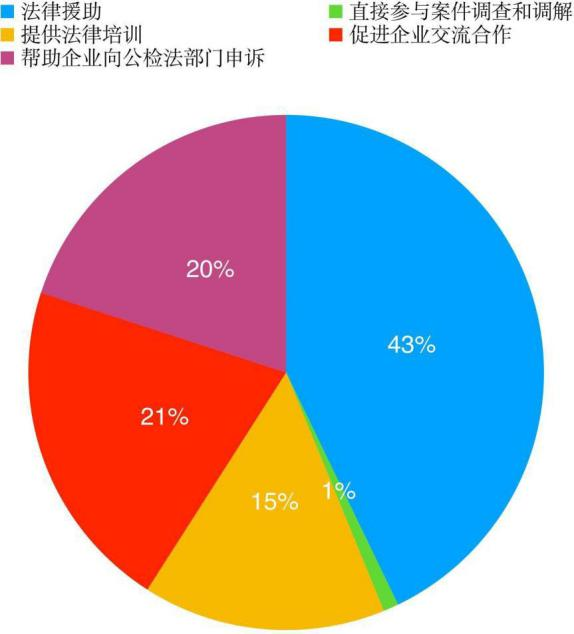 法律援助
直接参与案件调查和调解
提供法律培训
促进企业交流合作
帮助企业向公检法部门申诉
20%
43%
21%
15%
1%